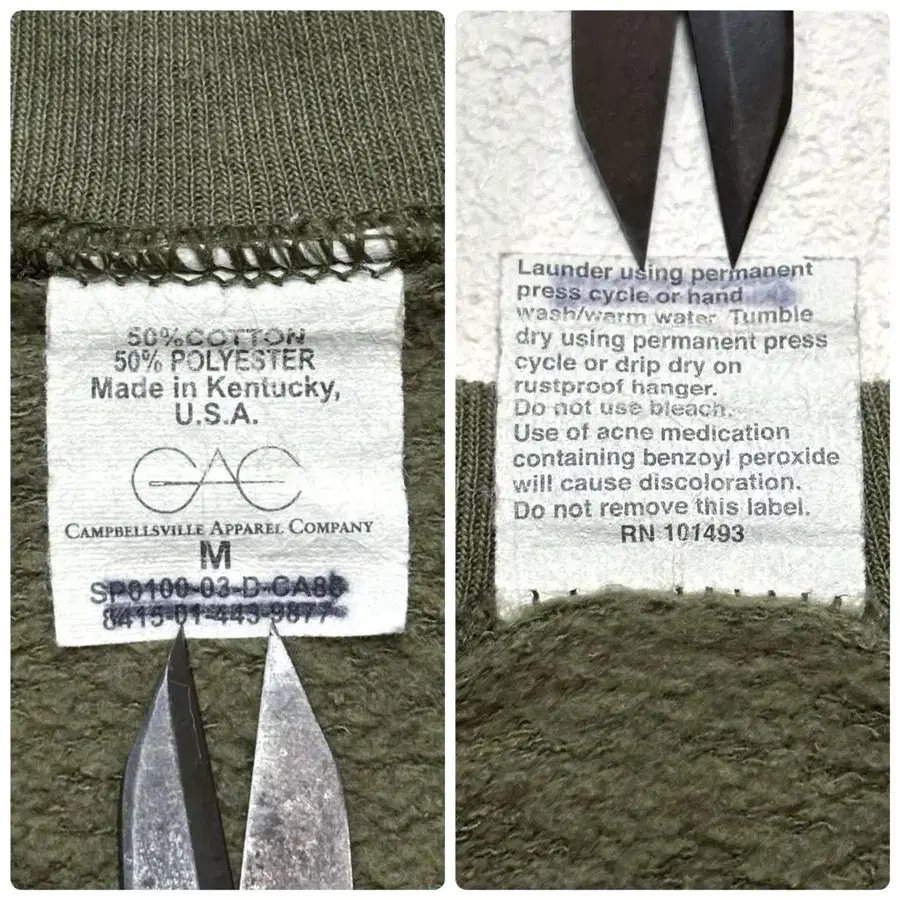 50% COTTON
50% POLYESTER
Made in Kentucky,
U.S.A.
CAC
CAMPBELLSVILLE APPAREL COMPANY
M
SP0100-03-D-CA86
8415-01-443-9877
Launder using permanent
press cycle or hand
wash/warm water. Tumble
dry using permanent press
cycle or drip dry on
rustproof hanger.
Do not use bleach.
Use of acne medication
containing benzoyl peroxide
will cause discoloration.
Do not remove this label.
RN 101493